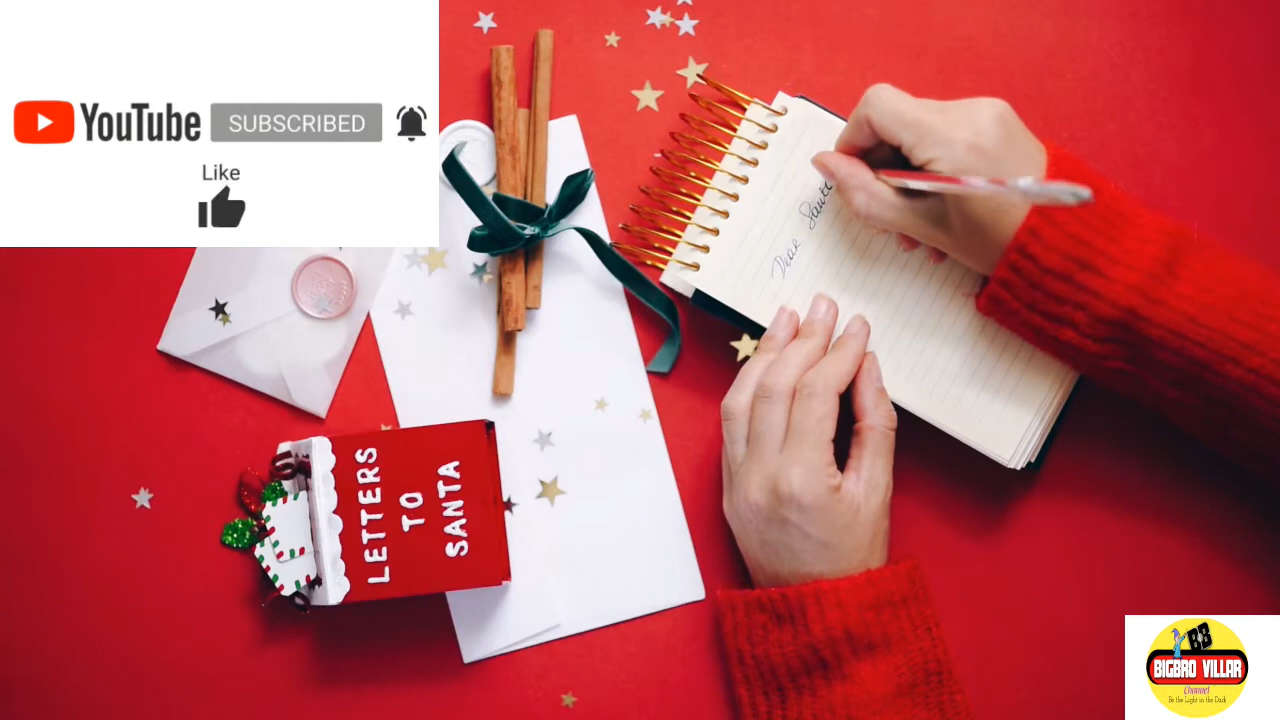 YouTube SUBSCRIBED
Like
Dear Santa
LETTERS
TO
SANTA
BB
BIGBRO VILLAR
Channel
Be the Light in the Dark